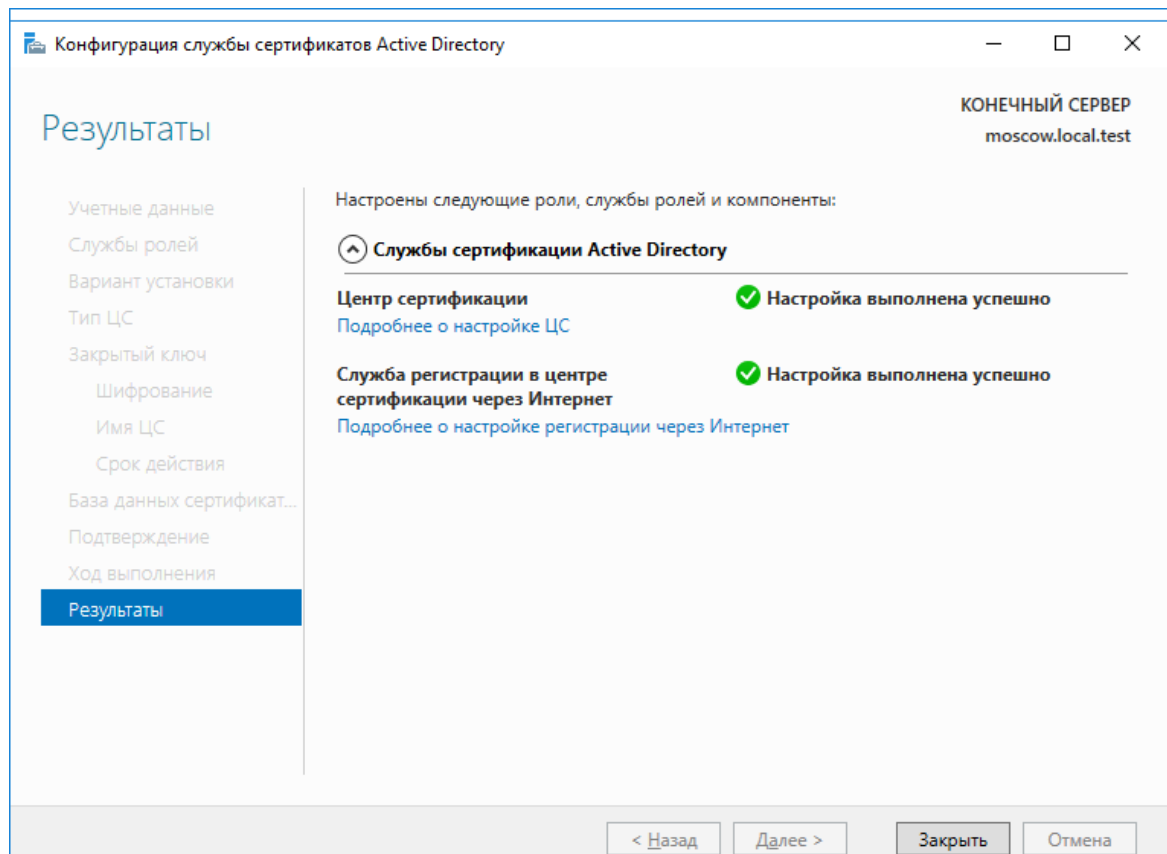 Конфигурация службы сертификатов Active Directory
Результаты
КОНЕЧНЫЙ СЕРВЕР
moscow.local.test
Учетные данные
Службы ролей
Вариант установки
Тип ЦС
Закрытый ключ
Шифрование
Имя ЦС
Срок действия
База данных сертификат...
Подтверждение
Ход выполнения
Результаты
Настроены следующие роли, службы ролей и компоненты:
Службы сертификации Active Directory
Центр сертификации
Настройка выполнена успешно
Подробнее о настройке ЦС
Служба регистрации в центре
сертификации через Интернет
Настройка выполнена успешно
Подробнее о настройке регистрации через Интернет
< Назад
Далее >
Закрыть
Отмена